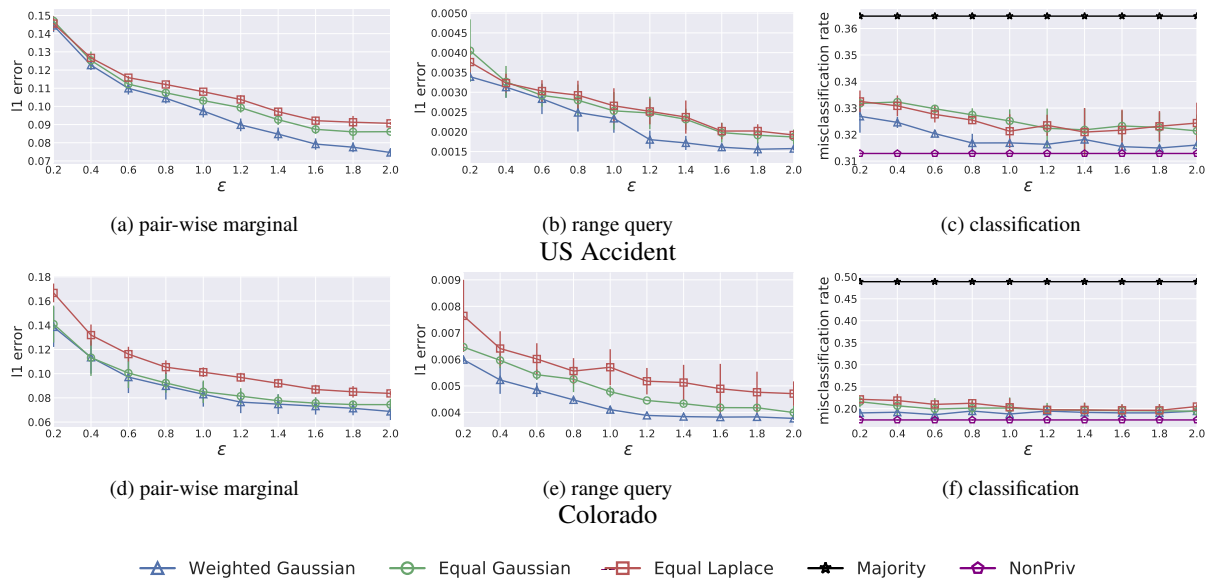 0.15
0.14
0.13
0.12
0.11
0.10
0.09
0.08
0.07
l1 error
0.2 0.4 0.6 0.8 1.0 1.2 1.4 1.6 1.8 2.0
ε
(a) pair-wise marginal
0.0050
0.0045
0.0040
0.0035
0.0030
0.0025
0.0020
0.0015
l1 error
0.2 0.4 0.6 0.8 1.0 1.2 1.4 1.6 1.8 2.0
ε
(b) range query
0.36
0.35
0.34
0.33
0.32
0.31
misclassification rate
0.2 0.4 0.6 0.8 1.0 1.2 1.4 1.6 1.8 2.0
ε
(c) classification
US Accident
0.18
0.16
0.14
0.12
0.10
0.08
0.06
l1 error
0.2 0.4 0.6 0.8 1.0 1.2 1.4 1.6 1.8 2.0
ε
(d) pair-wise marginal
0.009
0.008
0.007
0.006
0.005
0.004
l1 error
0.2 0.4 0.6 0.8 1.0 1.2 1.4 1.6 1.8 2.0
ε
(e) range query
0.50
0.45
0.40
0.35
0.30
0.25
0.20
misclassification rate
0.2 0.4 0.6 0.8 1.0 1.2 1.4 1.6 1.8 2.0
ε
(f) classification
Colorado
Weighted Gaussian Equal Gaussian Equal Laplace Majority NonPriv